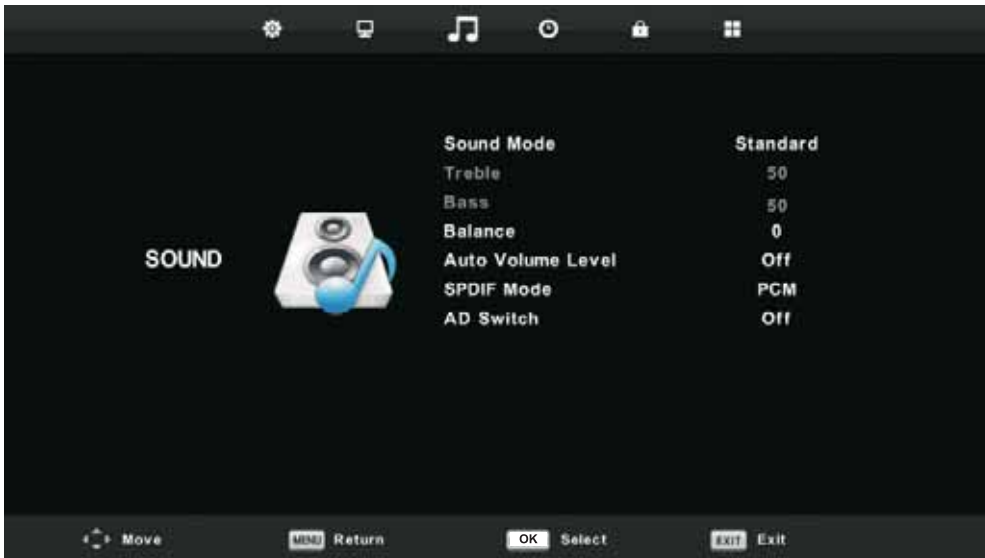 Sound Mode Standard
Treble 50
Bass 50
Balance 0
SOUND
Auto Volume Level Off
SPDIF Mode PCM
AD Switch Off
Move MENU Return OK Select EXIT Exit